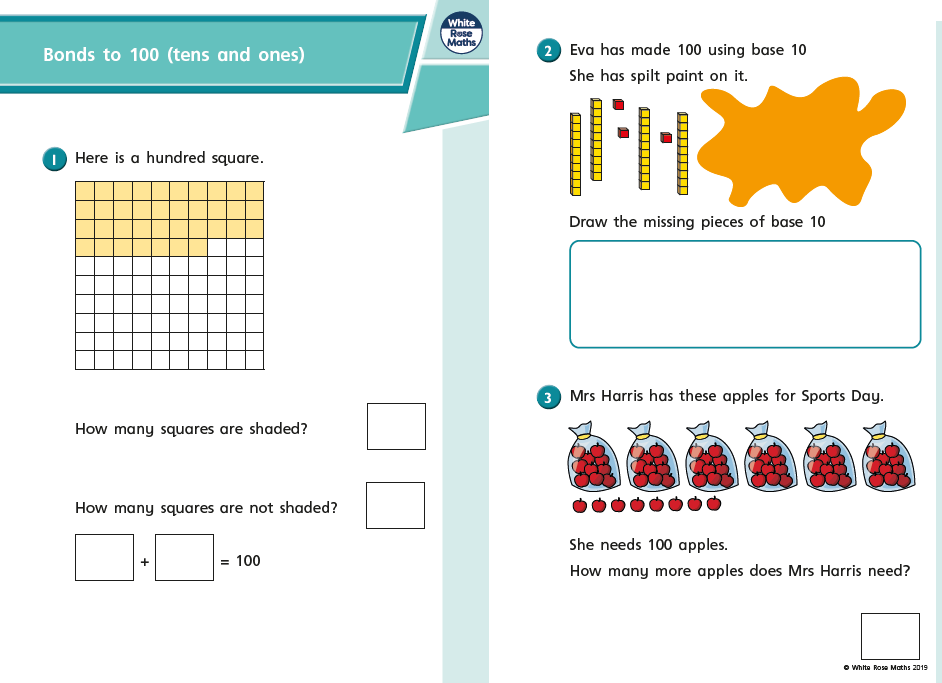 Bonds to 100 (tens and ones)
White
Rose
Maths
1 Here is a hundred square.
How many squares are shaded?
How many squares are not shaded?
+ = 100
2 Eva has made 100 using base 10
She has spilt paint on it.
Draw the missing pieces of base 10
3 Mrs Harris has these apples for Sports Day.
She needs 100 apples.
How many more apples does Mrs Harris need?
© White Rose Maths 2019